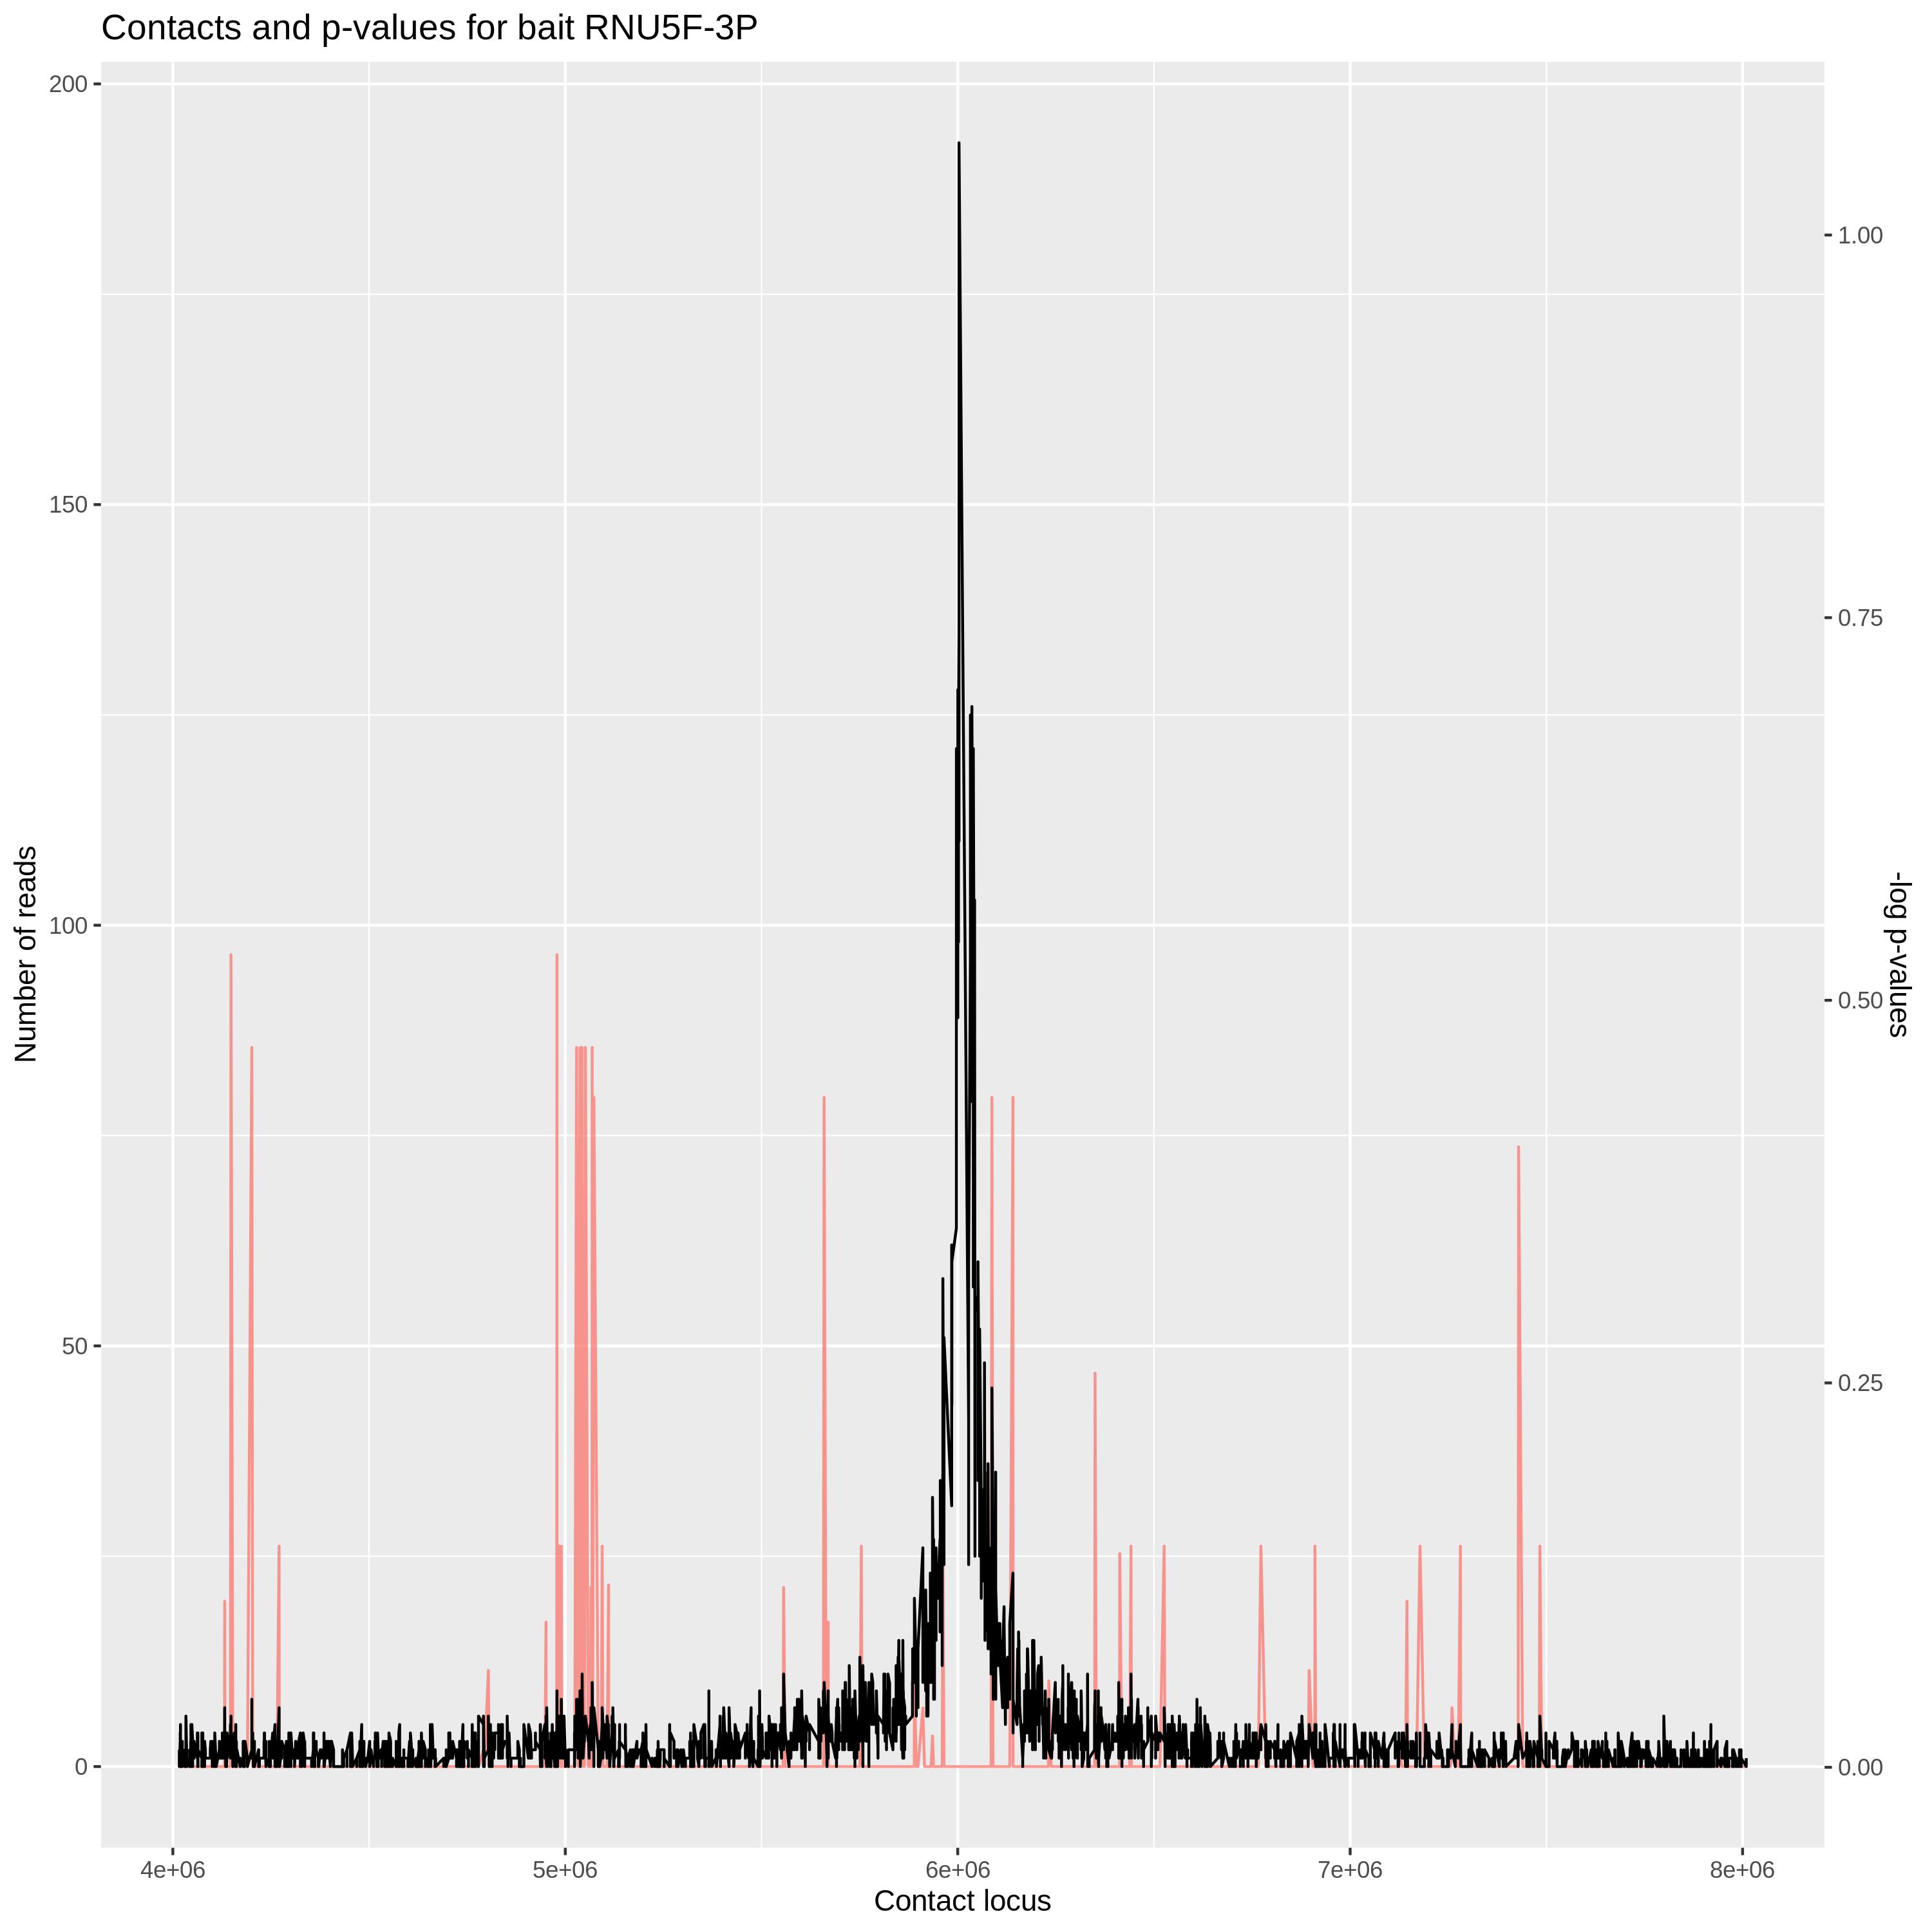 Contacts and p-values for bait RNU5F-3P
200
150
100
50
0
Number of reads
1.00
0.75
0.50
0.25
0.00
-log p-values
4e+06
5e+06
6e+06
7e+06
8e+06
Contact locus